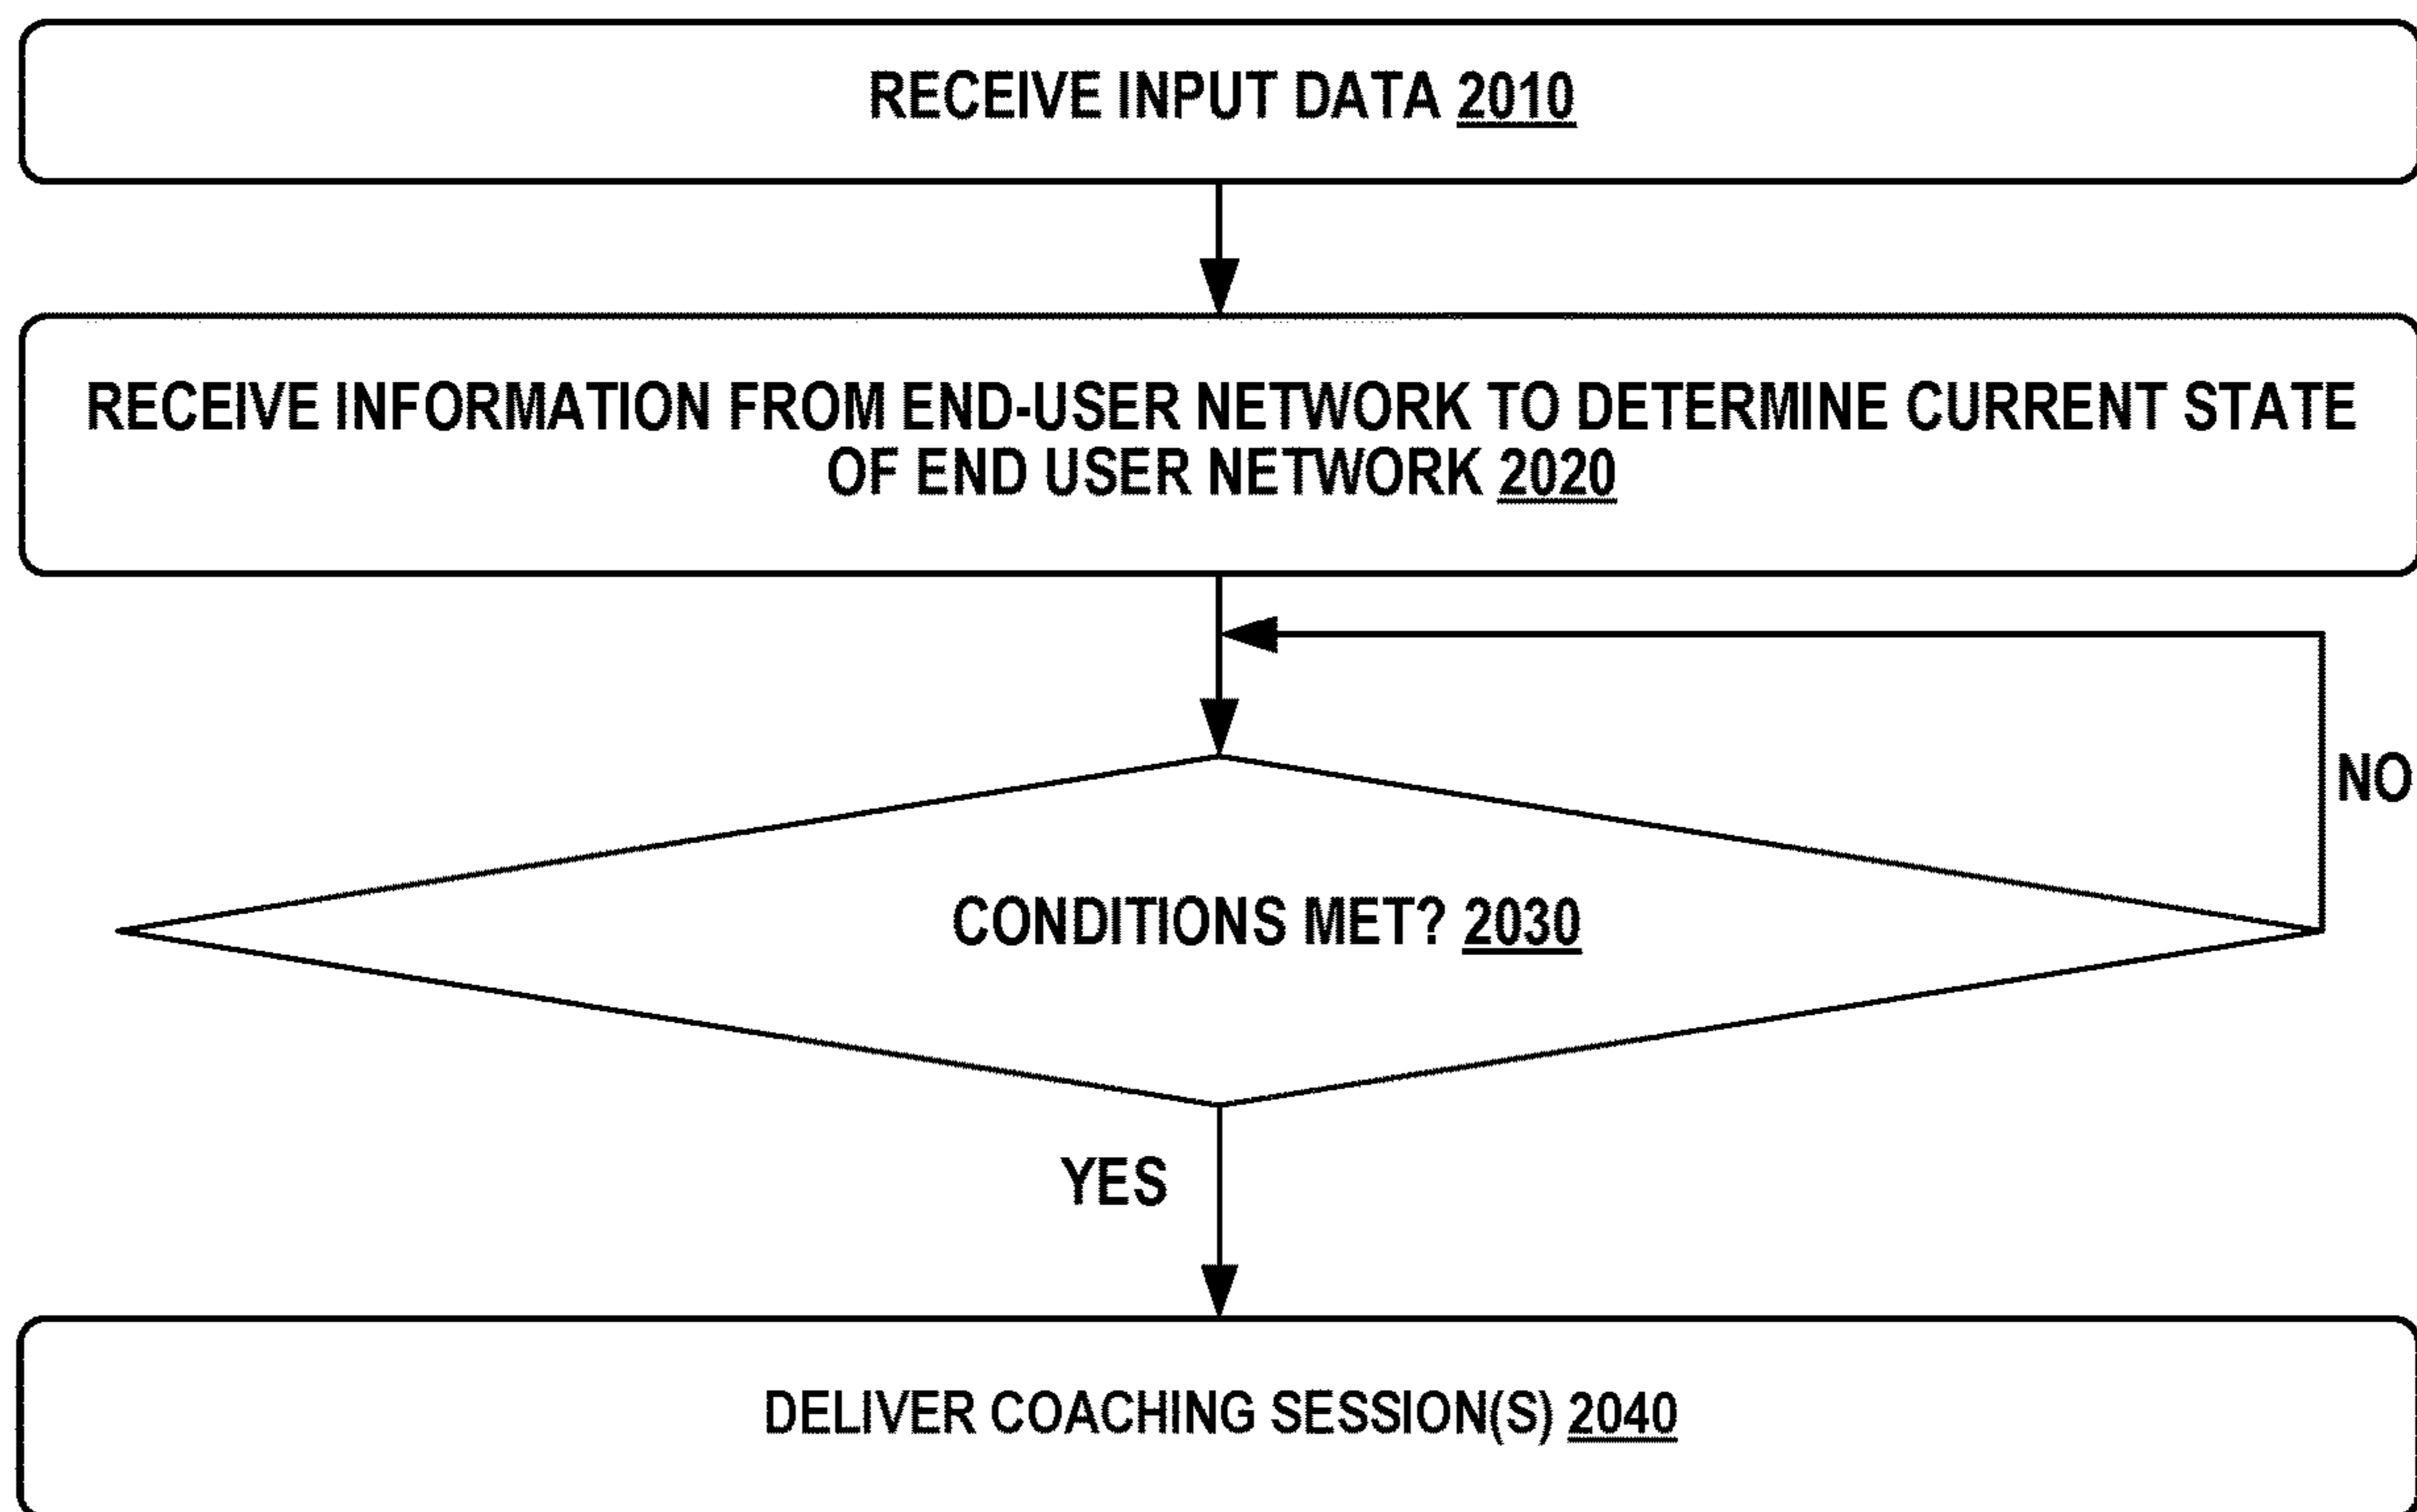 RECEIVE INPUT DATA 2010
RECEIVE INFORMATION FROM END-USER NETWORK TO DETERMINE CURRENT STATE
OF END USER NETWORK 2020
NO
CONDITIONS MET? 2030
YES
DELIVER COACHING SESSION(S) 2040